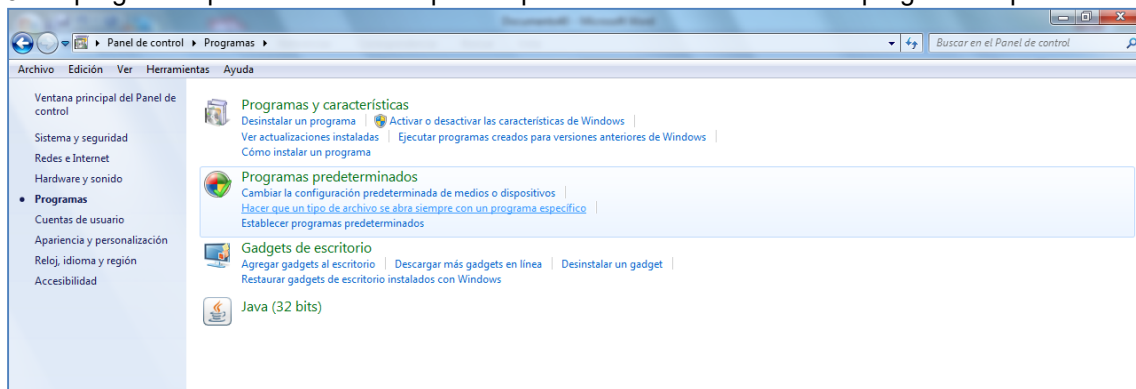 Panel de control ▸ Programas ▸
Buscar en el Panel de control
Archivo Edición Ver Herramientas Ayuda
Ventana principal del Panel de
control
Sistema y seguridad
Redes e Internet
Hardware y sonido
Programas
Cuentas de usuario
Apariencia y personalización
Reloj, idioma y región
Accesibilidad
Programas y características
Desinstalar un programa
Activar o desactivar las características de Windows
Ver actualizaciones instaladas
Ejecutar programas creados para versiones anteriores de Windows
Cómo instalar un programa
Programas predeterminados
Cambiar la configuración predeterminada de medios o dispositivos
Hacer que un tipo de archivo se abra siempre con un programa específico
Establecer programas predeterminados
Gadgets de escritorio
Agregar gadgets al escritorio
Descargar más gadgets en línea
Desinstalar un gadget
Restaurar gadgets de escritorio instalados con Windows
Java (32 bits)